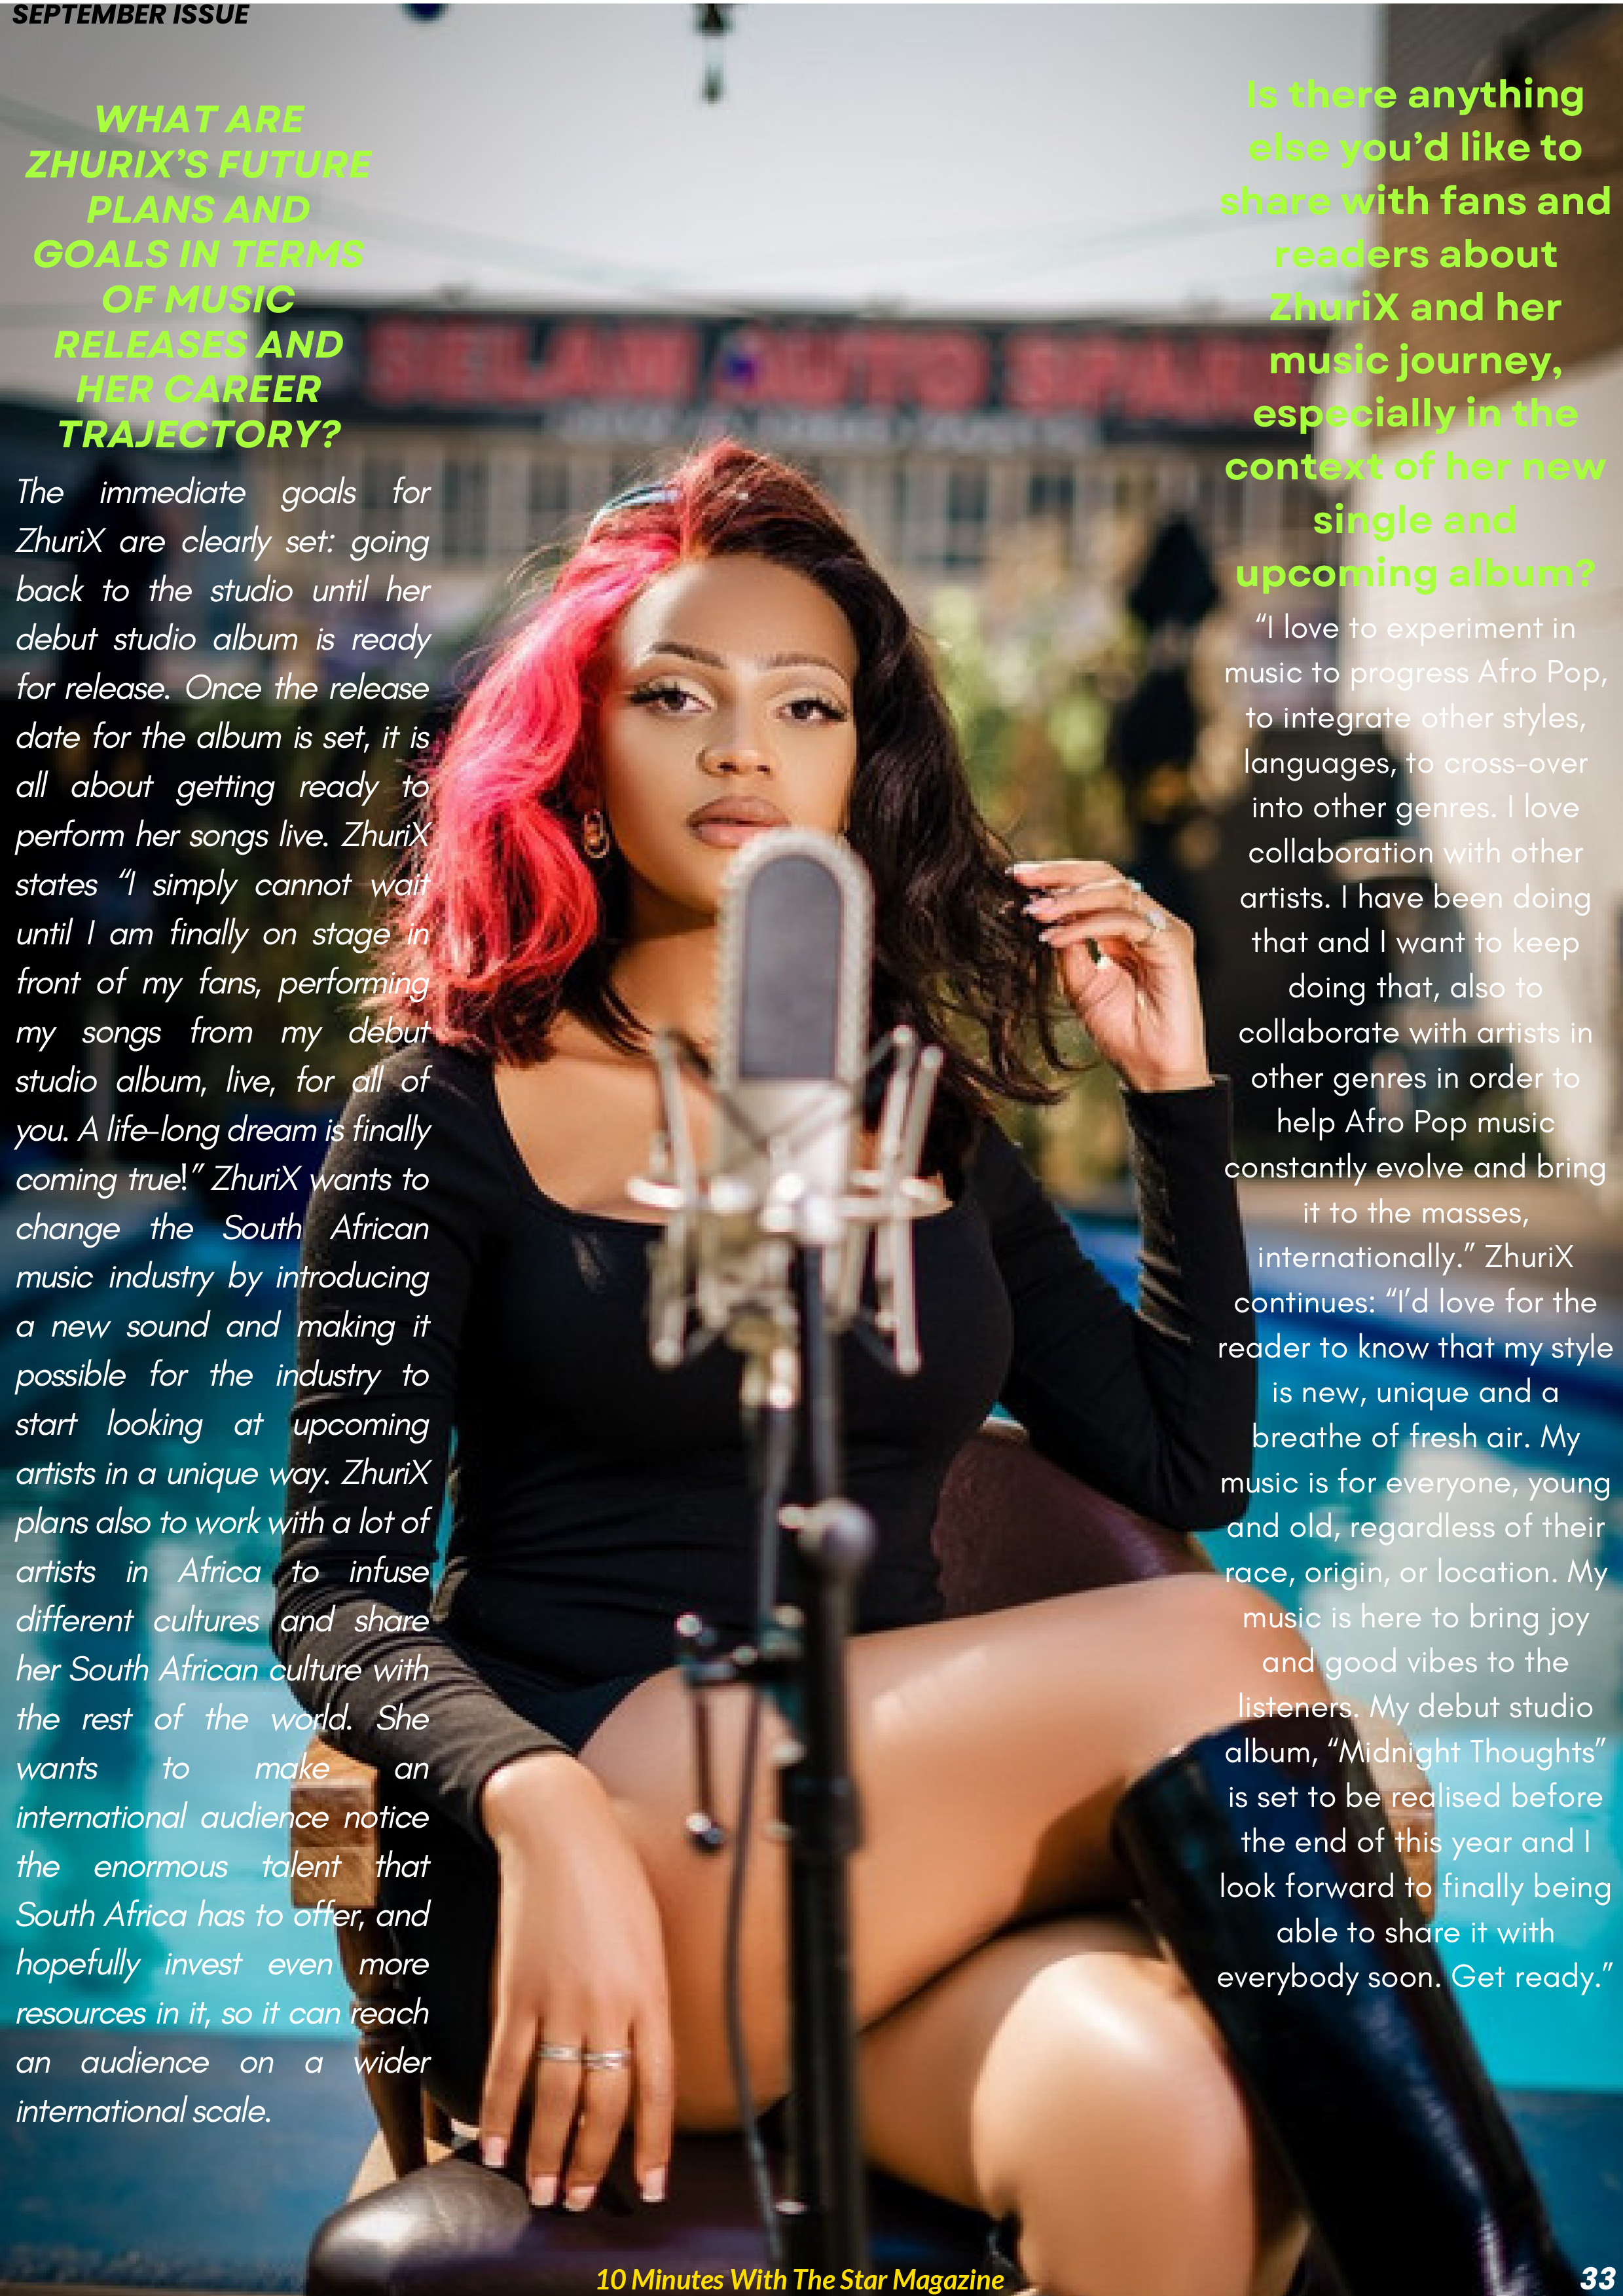 SEPTEMBER ISSUE
WHAT ARE
ZHURIX’S FUTURE
PLANS AND
GOALS IN TERMS
OF MUSIC
RELEASES AND
HER CAREER
TRAJECTORY?
The immediate goals for
ZhuriX are clearly set: going
back to the studio until her
debut studio album is ready
for release. Once the release
date for the album is set, it is
all about getting ready to
perform her songs live. ZhuriX
states “I simply cannot wait
until I am finally on stage in
front of my fans, performing
my songs from my debut
studio album, live, for all of
you. A life-long dream is finally
coming true!” ZhuriX wants to
change the South African
music industry by introducing
a new sound and making it
possible for the industry to
start looking at upcoming
artists in a unique way. ZhuriX
plans also to work with a lot of
artists in Africa to infuse
different cultures and share
her South African culture with
the rest of the world. She
wants to make an
international audience notice
the enormous talent that
South Africa has to offer, and
hopefully invest even more
resources in it, so it can reach
an audience on a wider
international scale.
Is there anything
else you’d like to
share with fans and
readers about
ZhuriX and her
music journey,
especially in the
context of her new
single and
upcoming album?
“I love to experiment in
music to progress Afro Pop,
to integrate other styles,
languages, to cross-over
into other genres. I love
collaboration with other
artists. I have been doing
that and I want to keep
doing that, also to
collaborate with artists in
other genres in order to
help Afro Pop music
constantly evolve and bring
it to the masses,
internationally.” ZhuriX
continues: “I’d love for the
reader to know that my style
is new, unique and a
breathe of fresh air. My
music is for everyone, young
and old, regardless of their
race, origin, or location. My
music is here to bring joy
and good vibes to the
listeners. My debut studio
album, “Midnight Thoughts”
is set to be realised before
the end of this year and I
look forward to finally being
able to share it with
everybody soon. Get ready.”
SELAM AUTO SPAR
10 Minutes With The Star Magazine
33